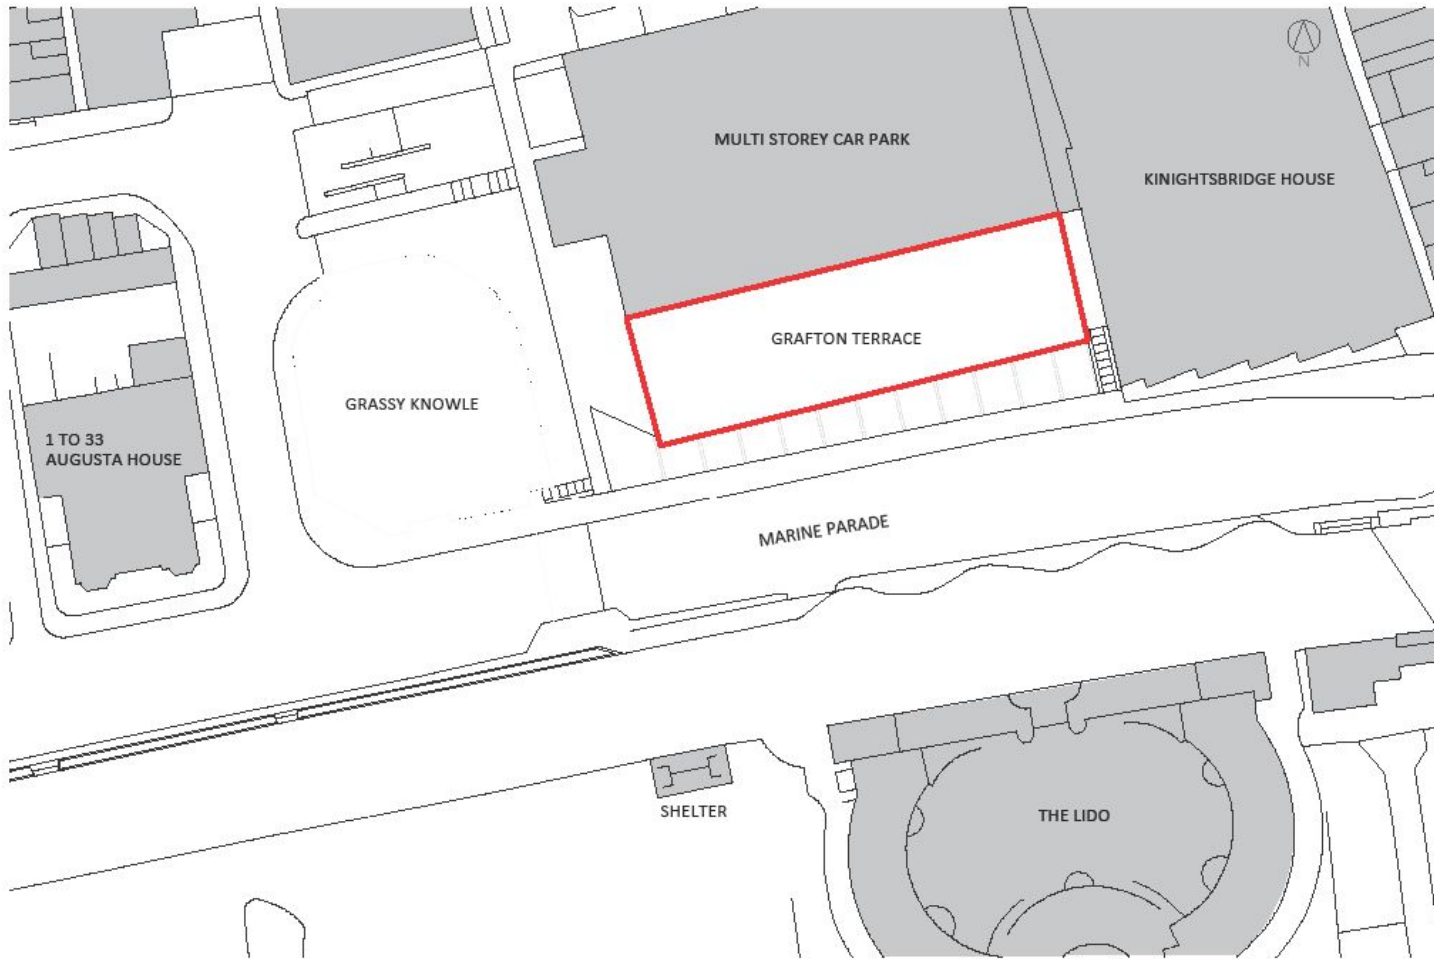 N
MULTI STOREY CAR PARK
KINIGHTSBRIDGE HOUSE
GRAFTON TERRACE
GRASSY KNOWLE
1 TO 33
AUGUSTA HOUSE
MARINE PARADE
SHELTER
THE LIDO